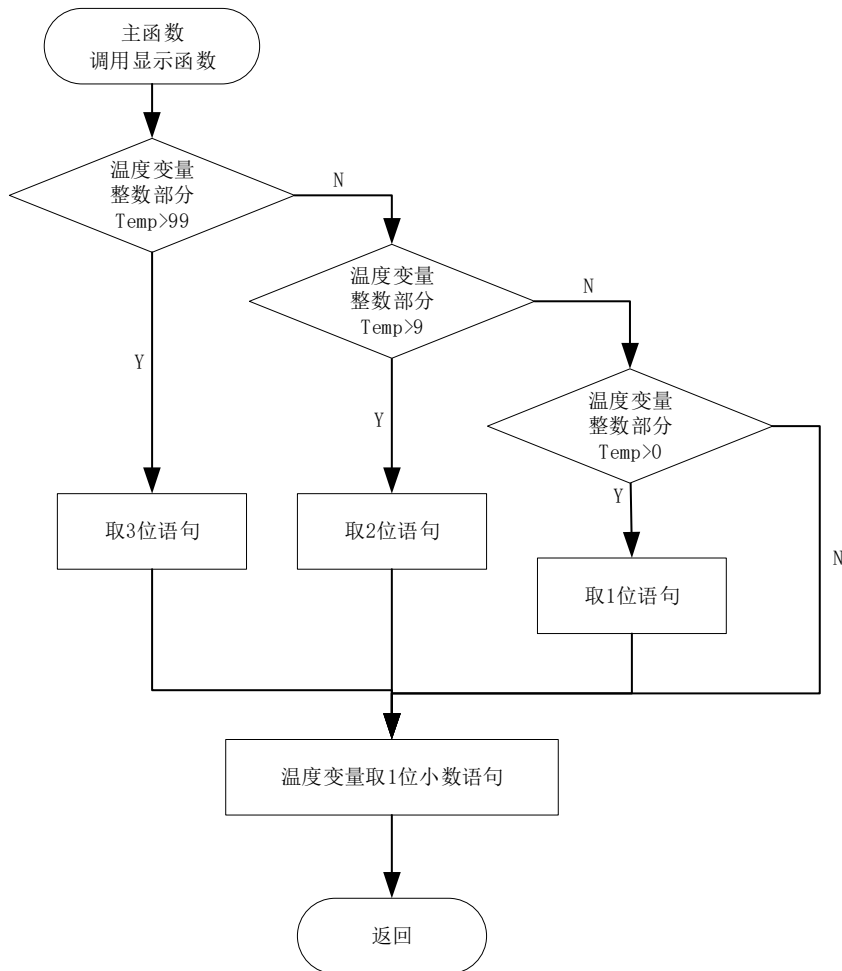 主函数
调用显示函数
温度变量
整数部分
Temp>99
N
温度变量
整数部分
Temp>9
N
Y
温度变量
整数部分
Temp>0
Y
Y
取3位语句
取2位语句
N
取1位语句
温度变量取1位小数语句
返回